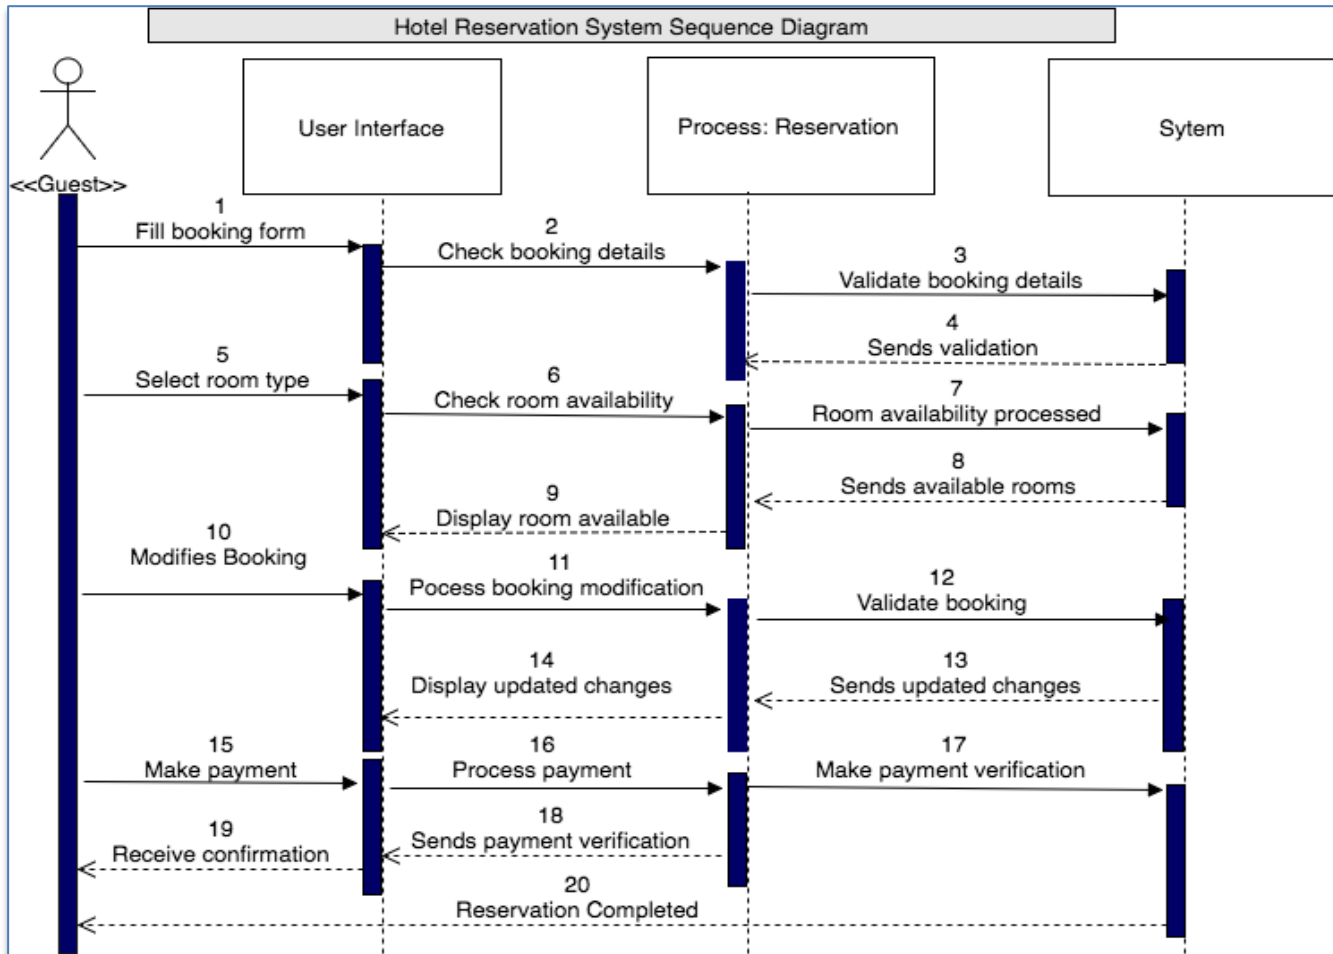 Hotel Reservation System Sequence Diagram
User Interface
Process: Reservation
Sytem
<<Guest>>
1
Fill booking form
2
Check booking details
3
Validate booking details
4
Sends validation
5
Select room type
6
Check room availability
7
Room availability processed
8
Sends available rooms
9
Display room available
10
Modifies Booking
11
Pocess booking modification
12
Validate booking
13
Sends updated changes
14
Display updated changes
15
Make payment
16
Process payment
17
Make payment verification
18
Sends payment verification
19
Receive confirmation
20
Reservation Completed